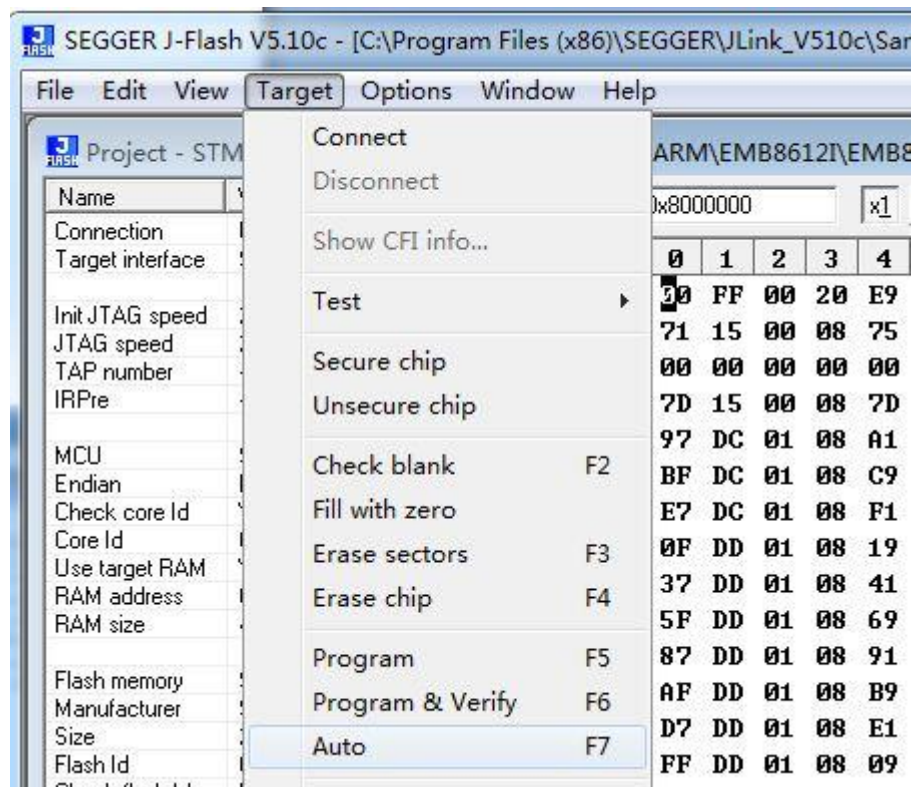 SEGGER J-Flash V5.10c - [C:\Program Files (x86)\SEGGER\JLink_V510c\Sar
File Edit View Target Options Window Help
Project - STM
ARM\EMB8612I\EMB8
Connect
Disconnect
Show CFI info...
Test
Secure chip
Unsecure chip
Check blank F2
Fill with zero
Erase sectors F3
Erase chip F4
Program F5
Program & Verify F6
Auto F7
Name
Connection
Target interface
Init JTAG speed
JTAG speed
TAP number
IRPre
MCU
Endian
Check core Id
Core Id
Use target RAM
RAM address
RAM size
Flash memory
Manufacturer
Size
Flash Id
0x8000000 x1
0 1 2 3 4
00 FF 00 20 E9
71 15 00 08 75
00 00 00 00 00
7D 15 00 08 7D
97 DC 01 08 A1
BF DC 01 08 C9
E7 DC 01 08 F1
0F DD 01 08 19
37 DD 01 08 41
5F DD 01 08 69
87 DD 01 08 91
AF DD 01 08 B9
D7 DD 01 08 E1
FF DD 01 08 09